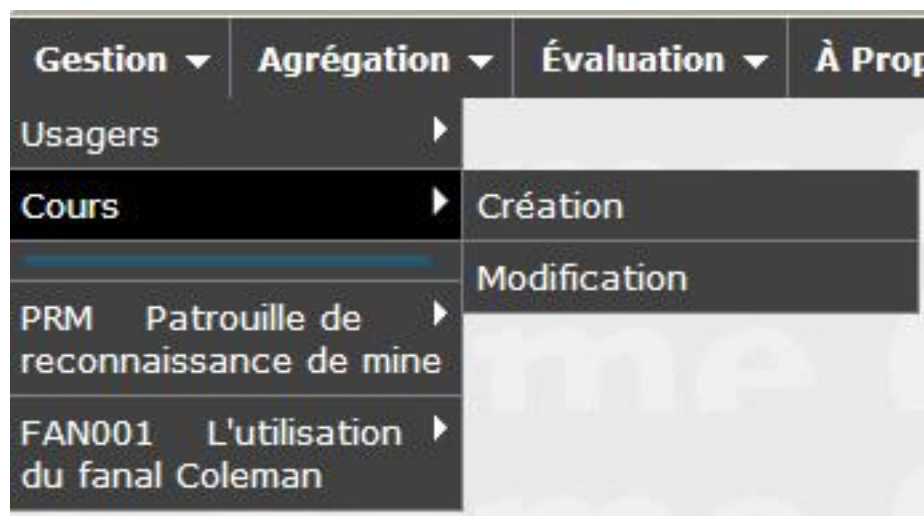 Gestion Agrégation Évaluation À Prop
Usagers
Cours Création
Modification
PRM Patrouille de
reconnaissance de mine
FAN001 L'utilisation
du fanal Coleman